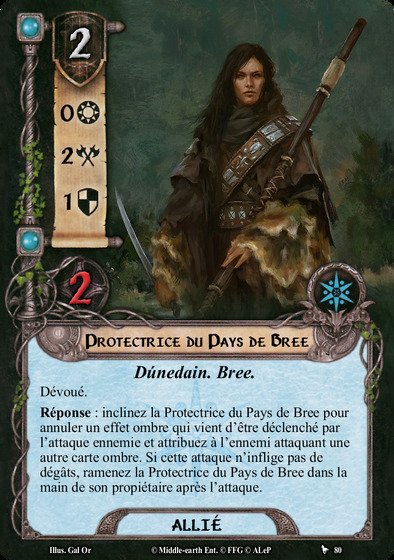 2
0
2
1
2
Protectrice du Pays de Bree
Dúnedain. Bree.
Dévoué.
Réponse : inclinez la Protectrice du Pays de Bree pour
annuler un effet ombre qui vient d'être déclenché par
l'attaque ennemie et attribuez à l'ennemi attaquant une
autre carte ombre. Si cette attaque n'inflige pas de
dégâts, ramenez la Protectrice du Pays de Bree dans la
main de son propiétaire après l'attaque.
ALLIÉ
Illus. Gal Or © Middle-earth Ent. © FFG © ALeP 80